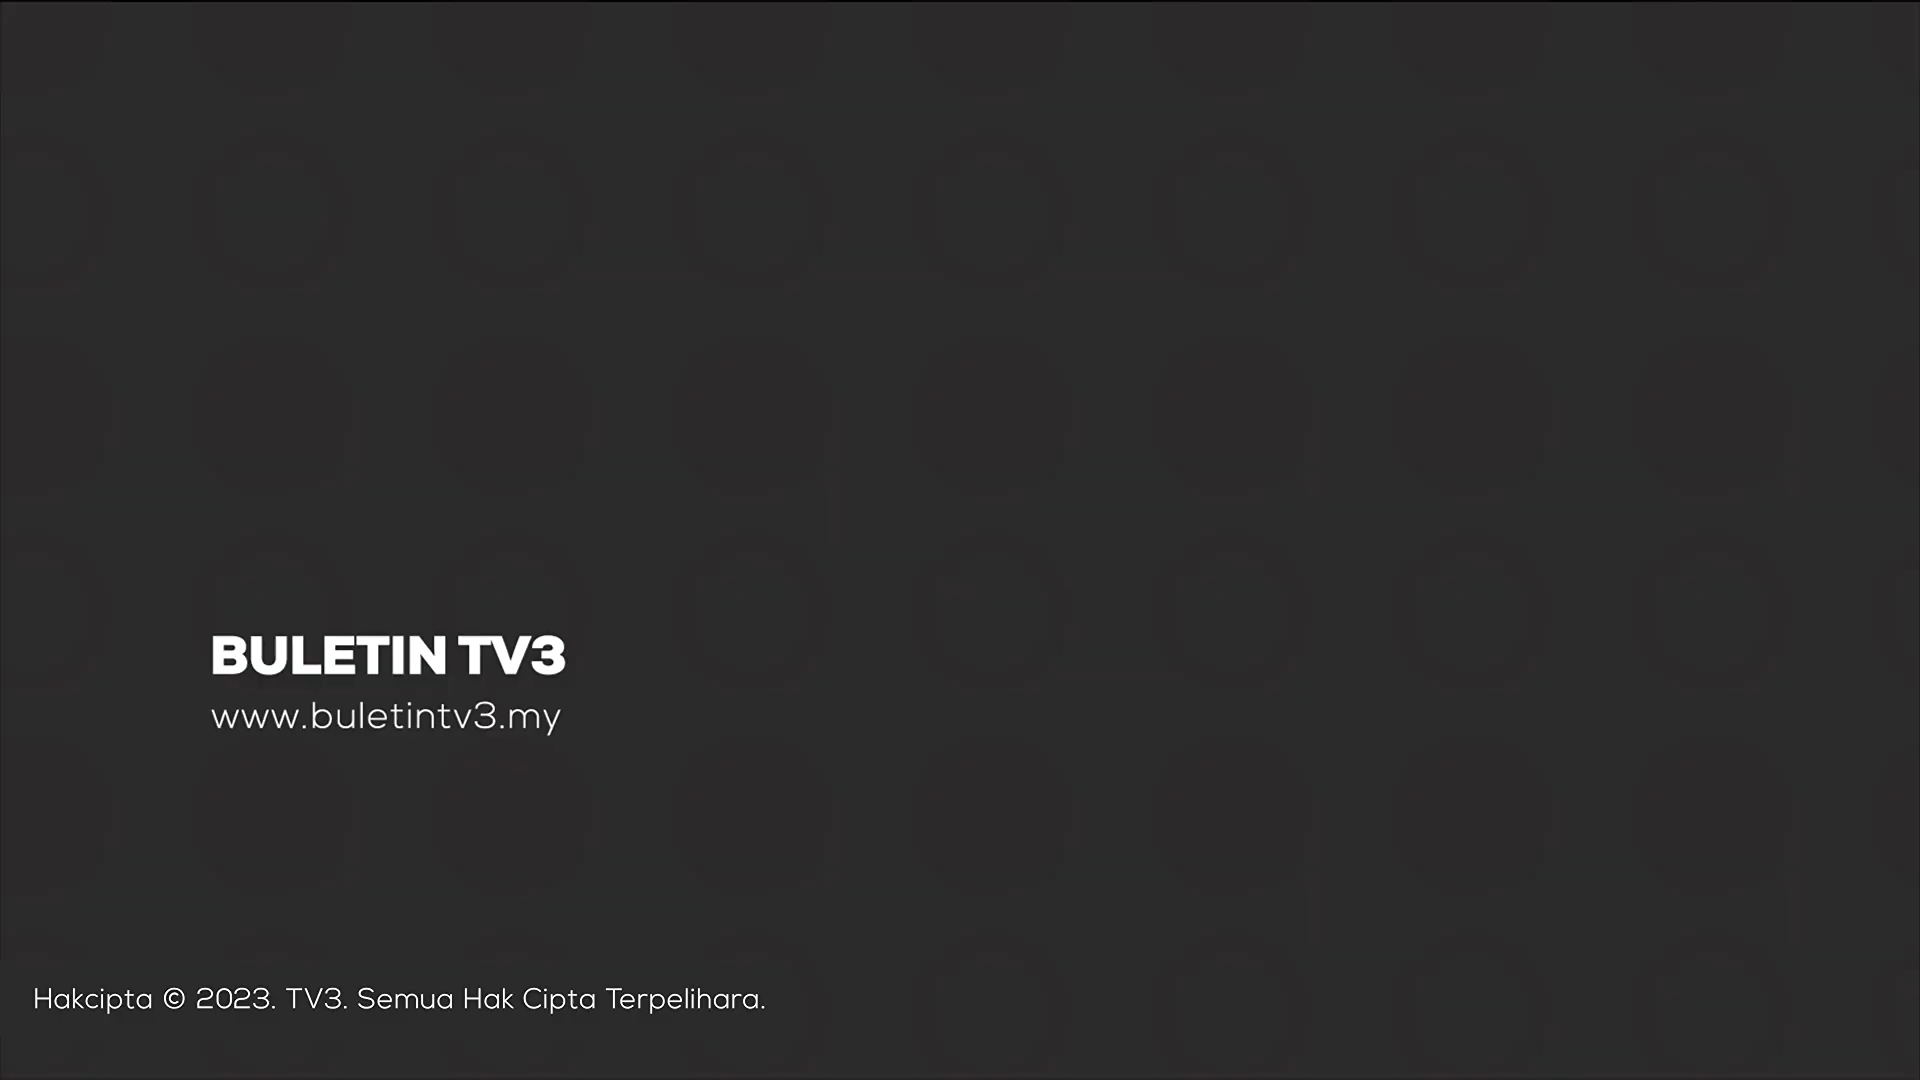 BULETIN TV3
www.buletintv3.my
Hakcipta © 2023. TV3. Semua Hak Cipta Terpelihara.